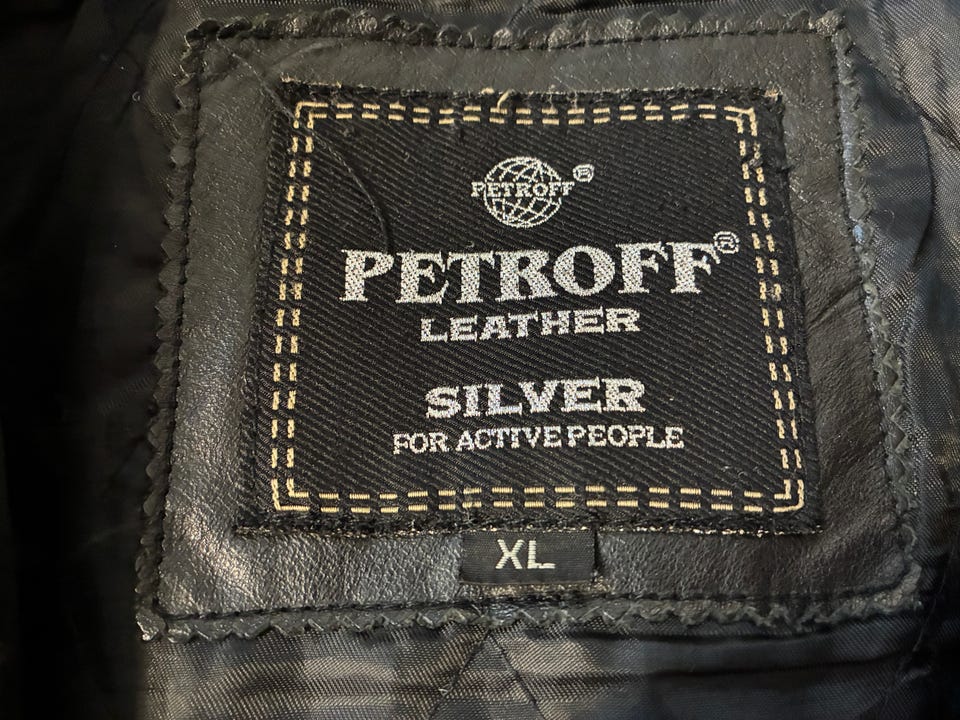 PETROFF®
PETROFF®
LEATHER
SILVER
FOR ACTIVE PEOPLE
XL